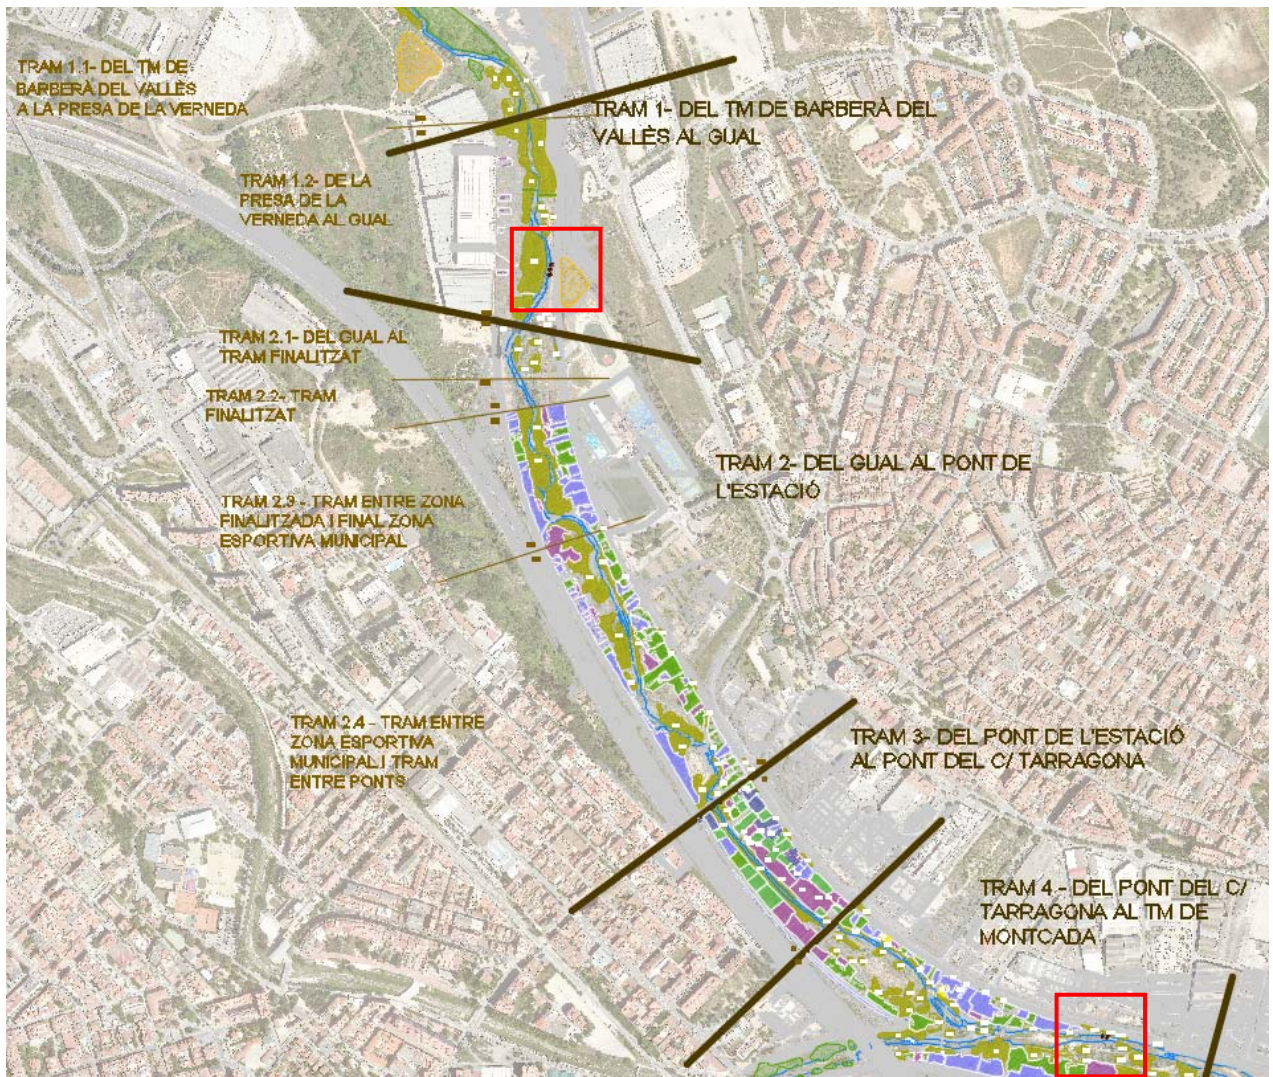 TRAM 1.1- DEL TM DE
BARBERÀ DEL VALLÈS
A LA PRESA DE LA VERNEDA
TRAM 1- DEL TM DE BARBERÀ DEL
VALLÈS AL GUAL
TRAM 1.2- DE LA
PRESA DE LA
VERNEDA AL GUAL
TRAM 2.1- DEL GUAL AL
TRAM FINALITZAT
TRAM 2.2- TRAM
FINALITZAT
TRAM 2- DEL GUAL AL PONT DE
L'ESTACIÓ
TRAM 2.3 - TRAM ENTRE ZONA
FINALITZADA I FINAL ZONA
ESPORTIVA MUNICIPAL
TRAM 2.4 - TRAM ENTRE
ZONA ESPORTIVA
MUNICIPAL I TRAM
ENTRE PONTS
TRAM 3- DEL PONT DE L'ESTACIÓ
AL PONT DEL C/ TARRAGONA
TRAM 4 - DEL PONT DEL C/
TARRAGONA AL TM DE
MONTCADA